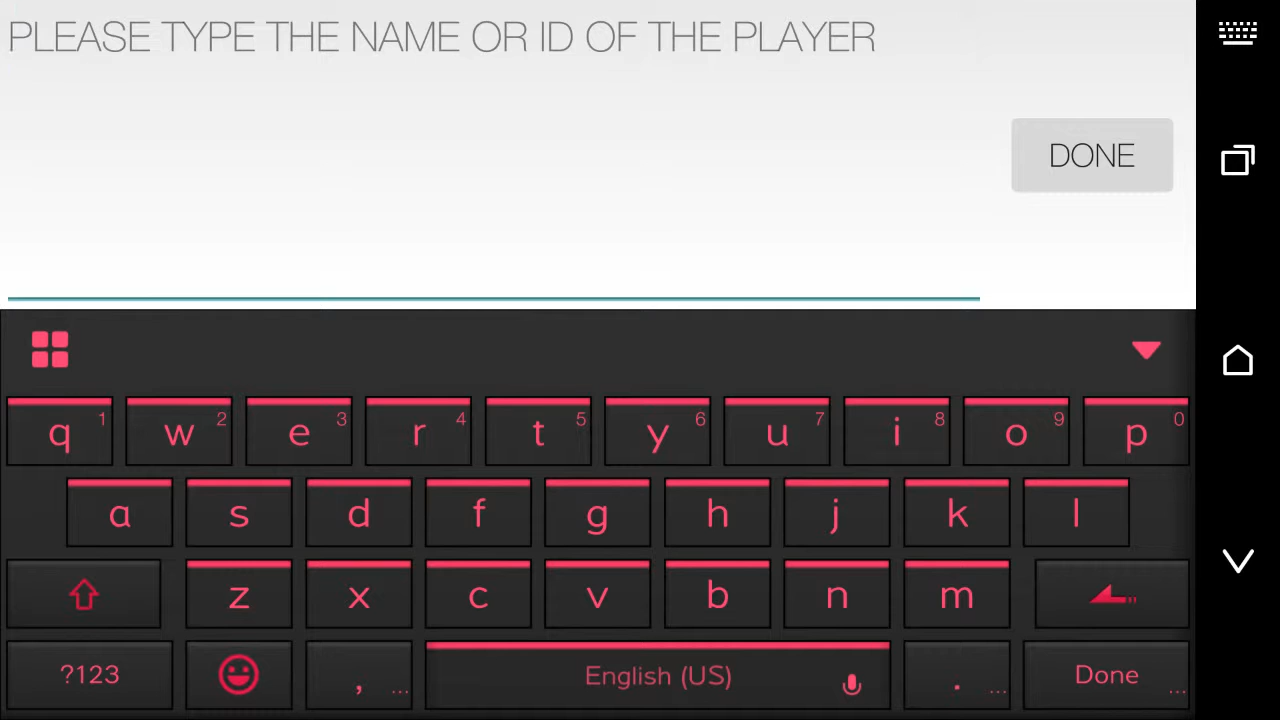 PLEASE TYPE THE NAME OR ID OF THE PLAYER
DONE
q 1 w 2 e 3 r 4 t 5 y 6 u 7 i 8 o 9 p 0
a s d f g h j k l
z x c v b n m
?123 , ... English (US) . ... Done ...